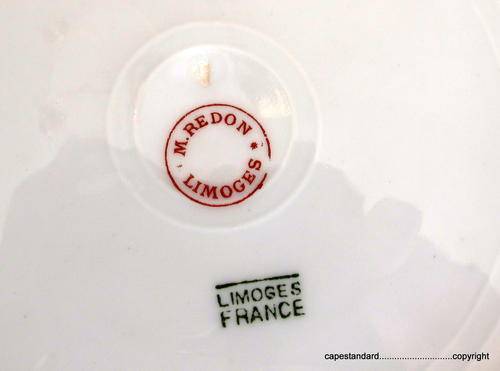 M. REDON *
LIMOGES
LIMOGES
FRANCE
capestandard.............................copyright